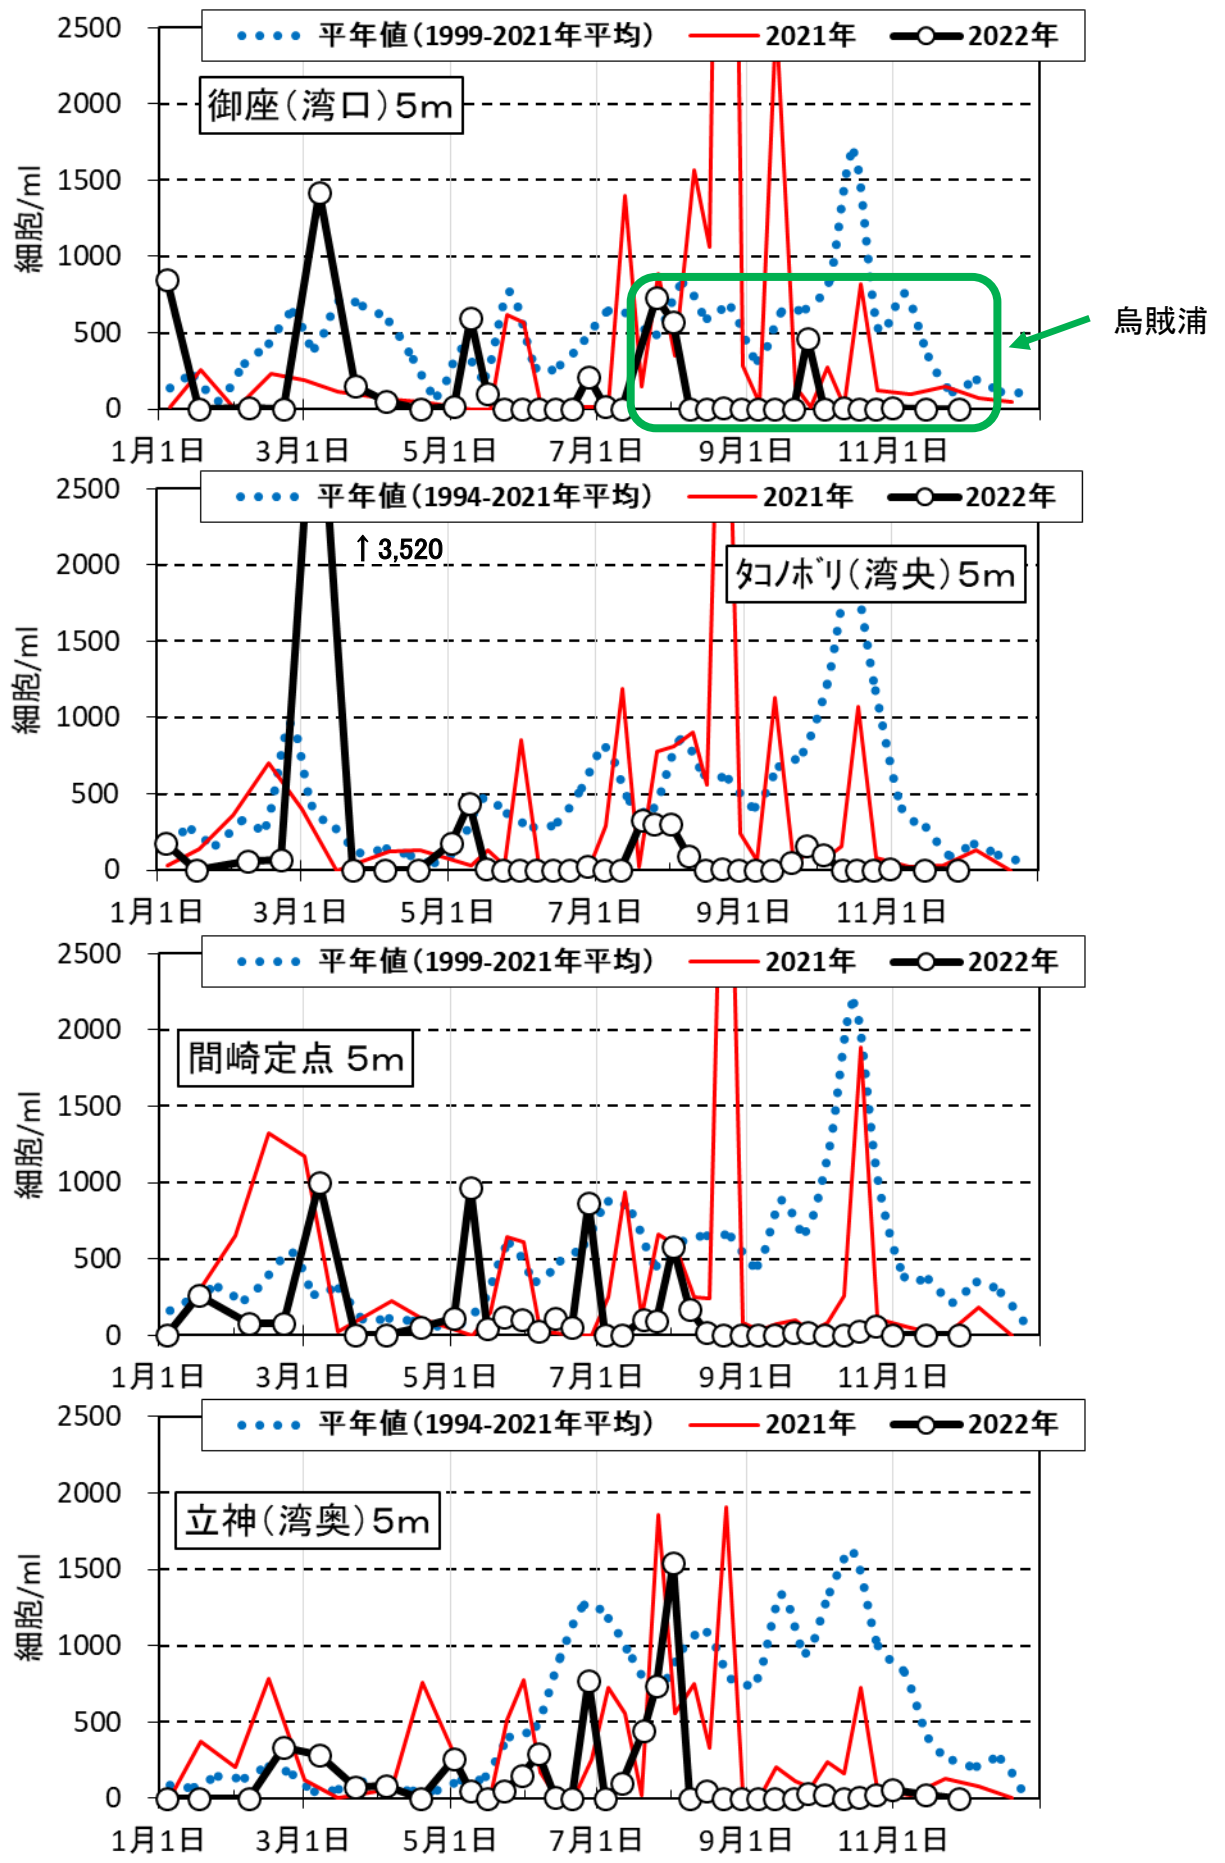 2500
平年値(1999-2021年平均) 2021年 2022年
御座(湾口)5m
2000
1500
1000
500
0
細胞/ml
烏賊浦
1月1日 3月1日 5月1日 7月1日 9月1日 11月1日
2500
平年値(1994-2021年平均) 2021年 2022年
↑ 3,520
ﾀｺﾉﾎﾞﾘ(湾央)5m
2000
1500
1000
500
0
細胞/ml
1月1日 3月1日 5月1日 7月1日 9月1日 11月1日
2500
平年値(1999-2021年平均) 2021年 2022年
間崎定点 5m
2000
1500
1000
500
0
細胞/ml
1月1日 3月1日 5月1日 7月1日 9月1日 11月1日
2500
平年値(1994-2021年平均) 2021年 2022年
立神(湾奥)5m
2000
1500
1000
500
0
細胞/ml
1月1日 3月1日 5月1日 7月1日 9月1日 11月1日